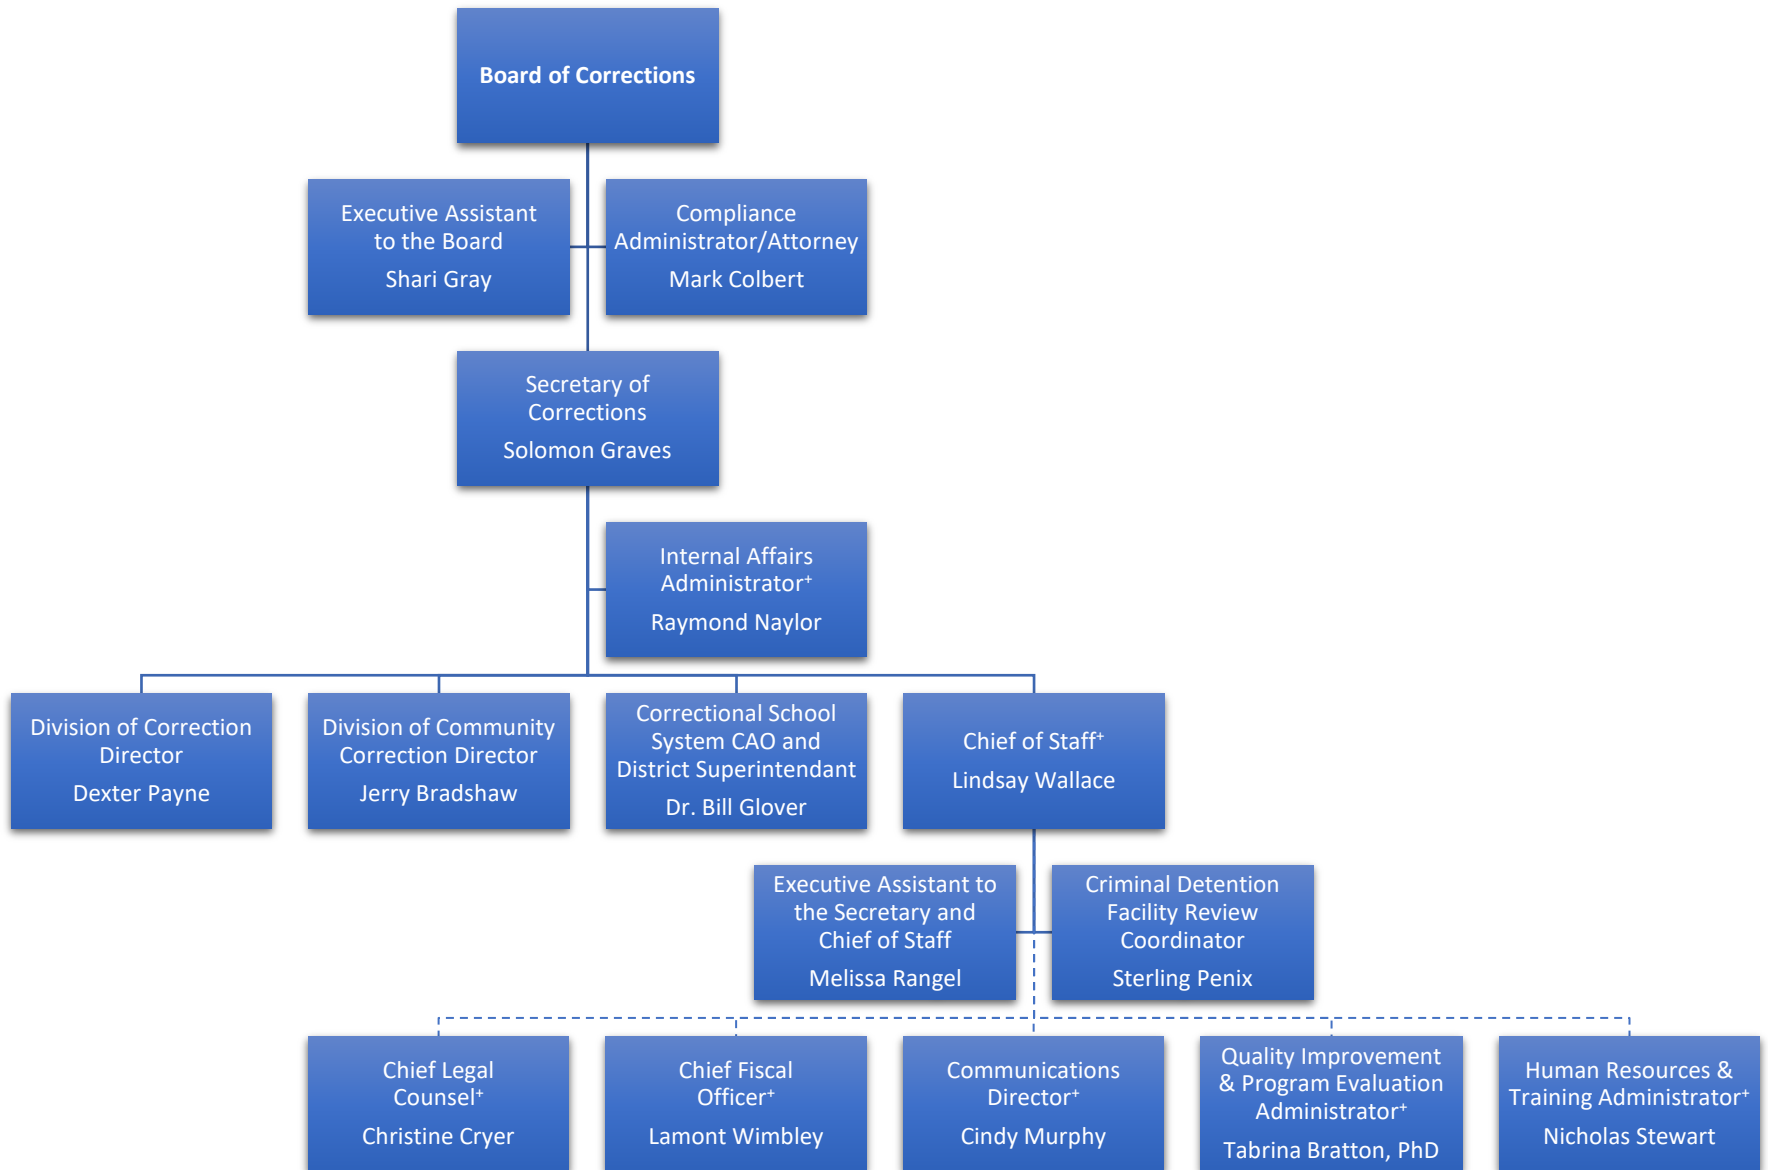 Board of Corrections
Executive Assistant
to the Board
Shari Gray
Compliance
Administrator/Attorney
Mark Colbert
Secretary of
Corrections
Solomon Graves
Internal Affairs
Administrator⁺
Raymond Naylor
Division of Correction
Director
Dexter Payne
Division of Community
Correction Director
Jerry Bradshaw
Correctional School
System CAO and
District Superintendant
Dr. Bill Glover
Chief of Staff⁺
Lindsay Wallace
Executive Assistant to
the Secretary and
Chief of Staff
Melissa Rangel
Criminal Detention
Facility Review
Coordinator
Sterling Penix
Chief Legal
Counsel⁺
Christine Cryer
Chief Fiscal
Officer⁺
Lamont Wimbley
Communications
Director⁺
Cindy Murphy
Quality Improvement
& Program Evaluation
Administrator⁺
Tabrina Bratton, PhD
Human Resources &
Training Administrator⁺
Nicholas Stewart